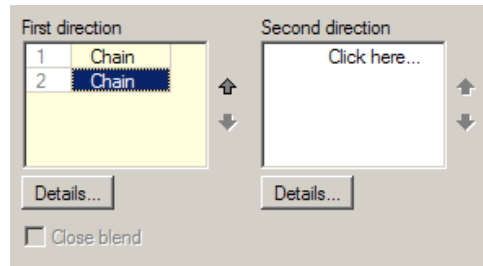 First direction
1 Chain
2 Chain
Details...
Close blend
Second direction
Click here...
Details...